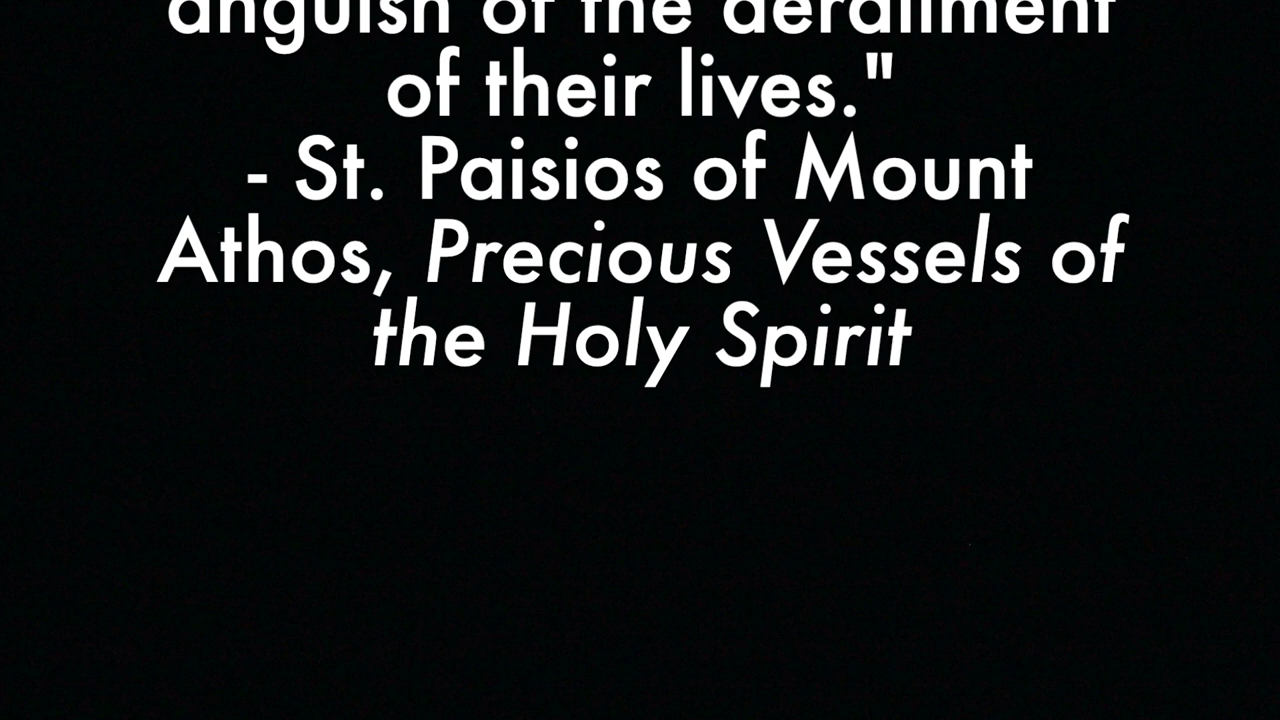 anguish of the derailment
of their lives."
- St. Paisios of Mount
Athos, Precious Vessels of
the Holy Spirit